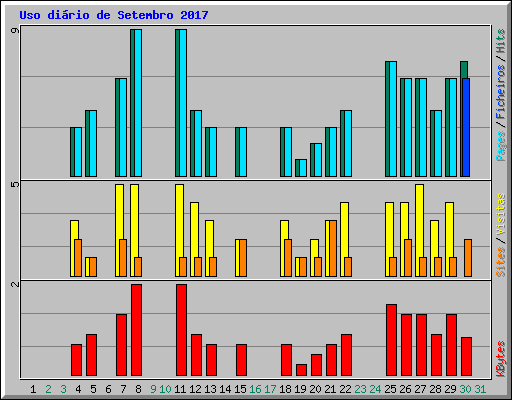 Uso diário de Setembro 2017
9
Pages / Ficheiros / Hits
5
Sites / Visitas
2
KBytes
1 2 3 4 5 6 7 8 9 10 11 12 13 14 15 16 17 18 19 20 21 22 23 24 25 26 27 28 29 30 31